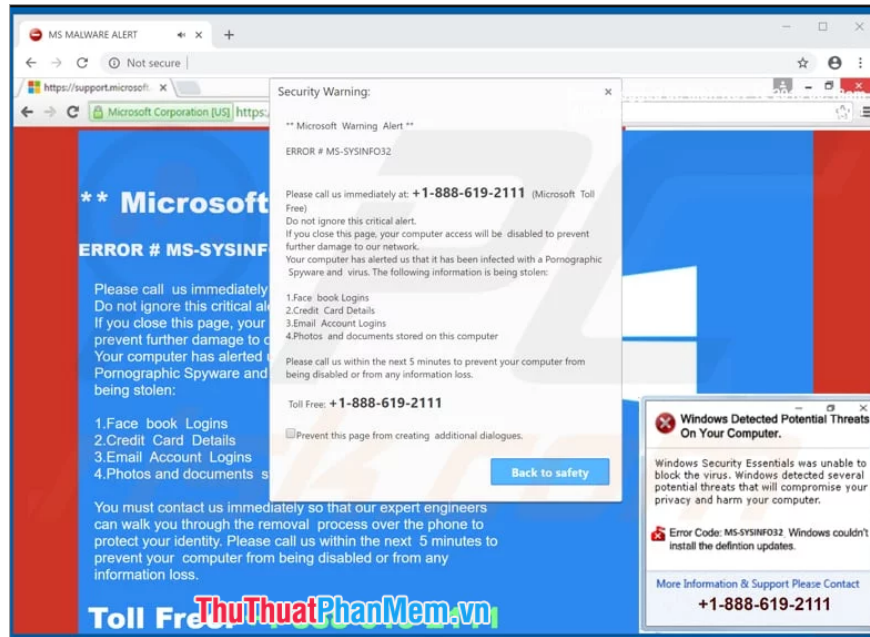 MS MALWARE ALERT
Not secure
https://support.microsoft.
Microsoft Corporation [US] https:
Security Warning:
** Microsoft Warning Alert **
ERROR # MS-SYSINFO32
Please call us immediately at: +1-888-619-2111 (Microsoft Toll
Free)
Do not ignore this critical alert.
If you close this page, your computer access will be disabled to prevent
further damage to our network.
Your computer has alerted us that it has been infected with a Pornographic
Spyware and virus. The following information is being stolen:
1.Face book Logins
2.Credit Card Details
3.Email Account Logins
4.Photos and documents stored on this computer
Please call us within the next 5 minutes to prevent your computer from
being disabled or from any information loss.
Toll Free: +1-888-619-2111
Prevent this page from creating additional dialogues.
Back to safety
** Microsoft
ERROR # MS-SYSINF
Please call us immediately
Do not ignore this critical al
If you close this page, your
prevent further damage to
Your computer has alerted
Pornographic Spyware and
being stolen:
1.Face book Logins
2.Credit Card Details
3.Email Account Logins
4.Photos and documents s
You must contact us immediately so that our expert engineers
can walk you through the removal process over the phone to
protect your identity. Please call us within the next 5 minutes to
prevent your computer from being disabled or from any
information loss.
Toll Free:
ThuThuatPhanMem.vn
Windows Detected Potential Threats
On Your Computer.
Windows Security Essentials was unable to
block the virus. Windows detected several
potential threats that will compromise your
privacy and harm your computer.
Error Code: MS-SYSINFO32 Windows couldn't
install the defintion updates.
More Information & Support Please Contact
+1-888-619-2111